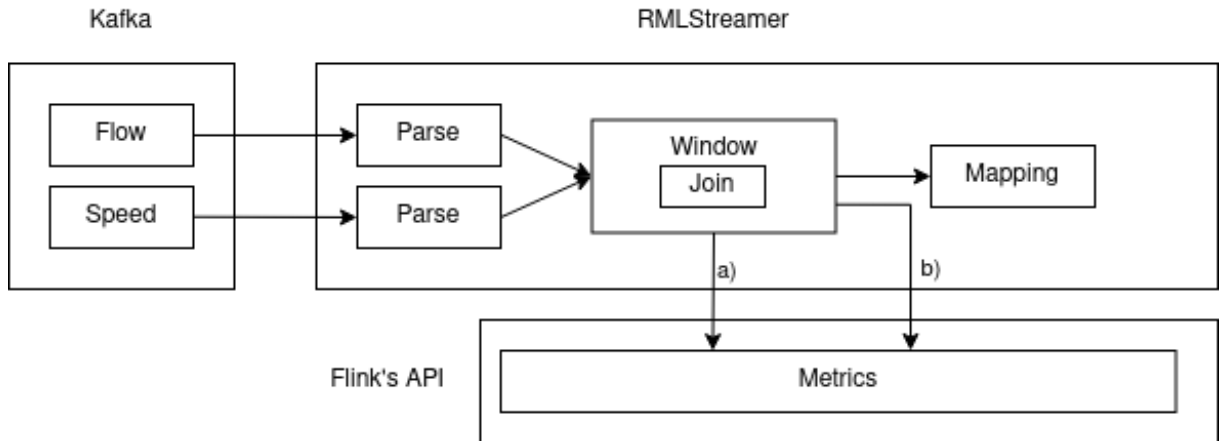 Kafka
RMLStreamer
Flow
Parse
Window
Join
Mapping
Speed
Parse
a)
b)
Flink's API
Metrics